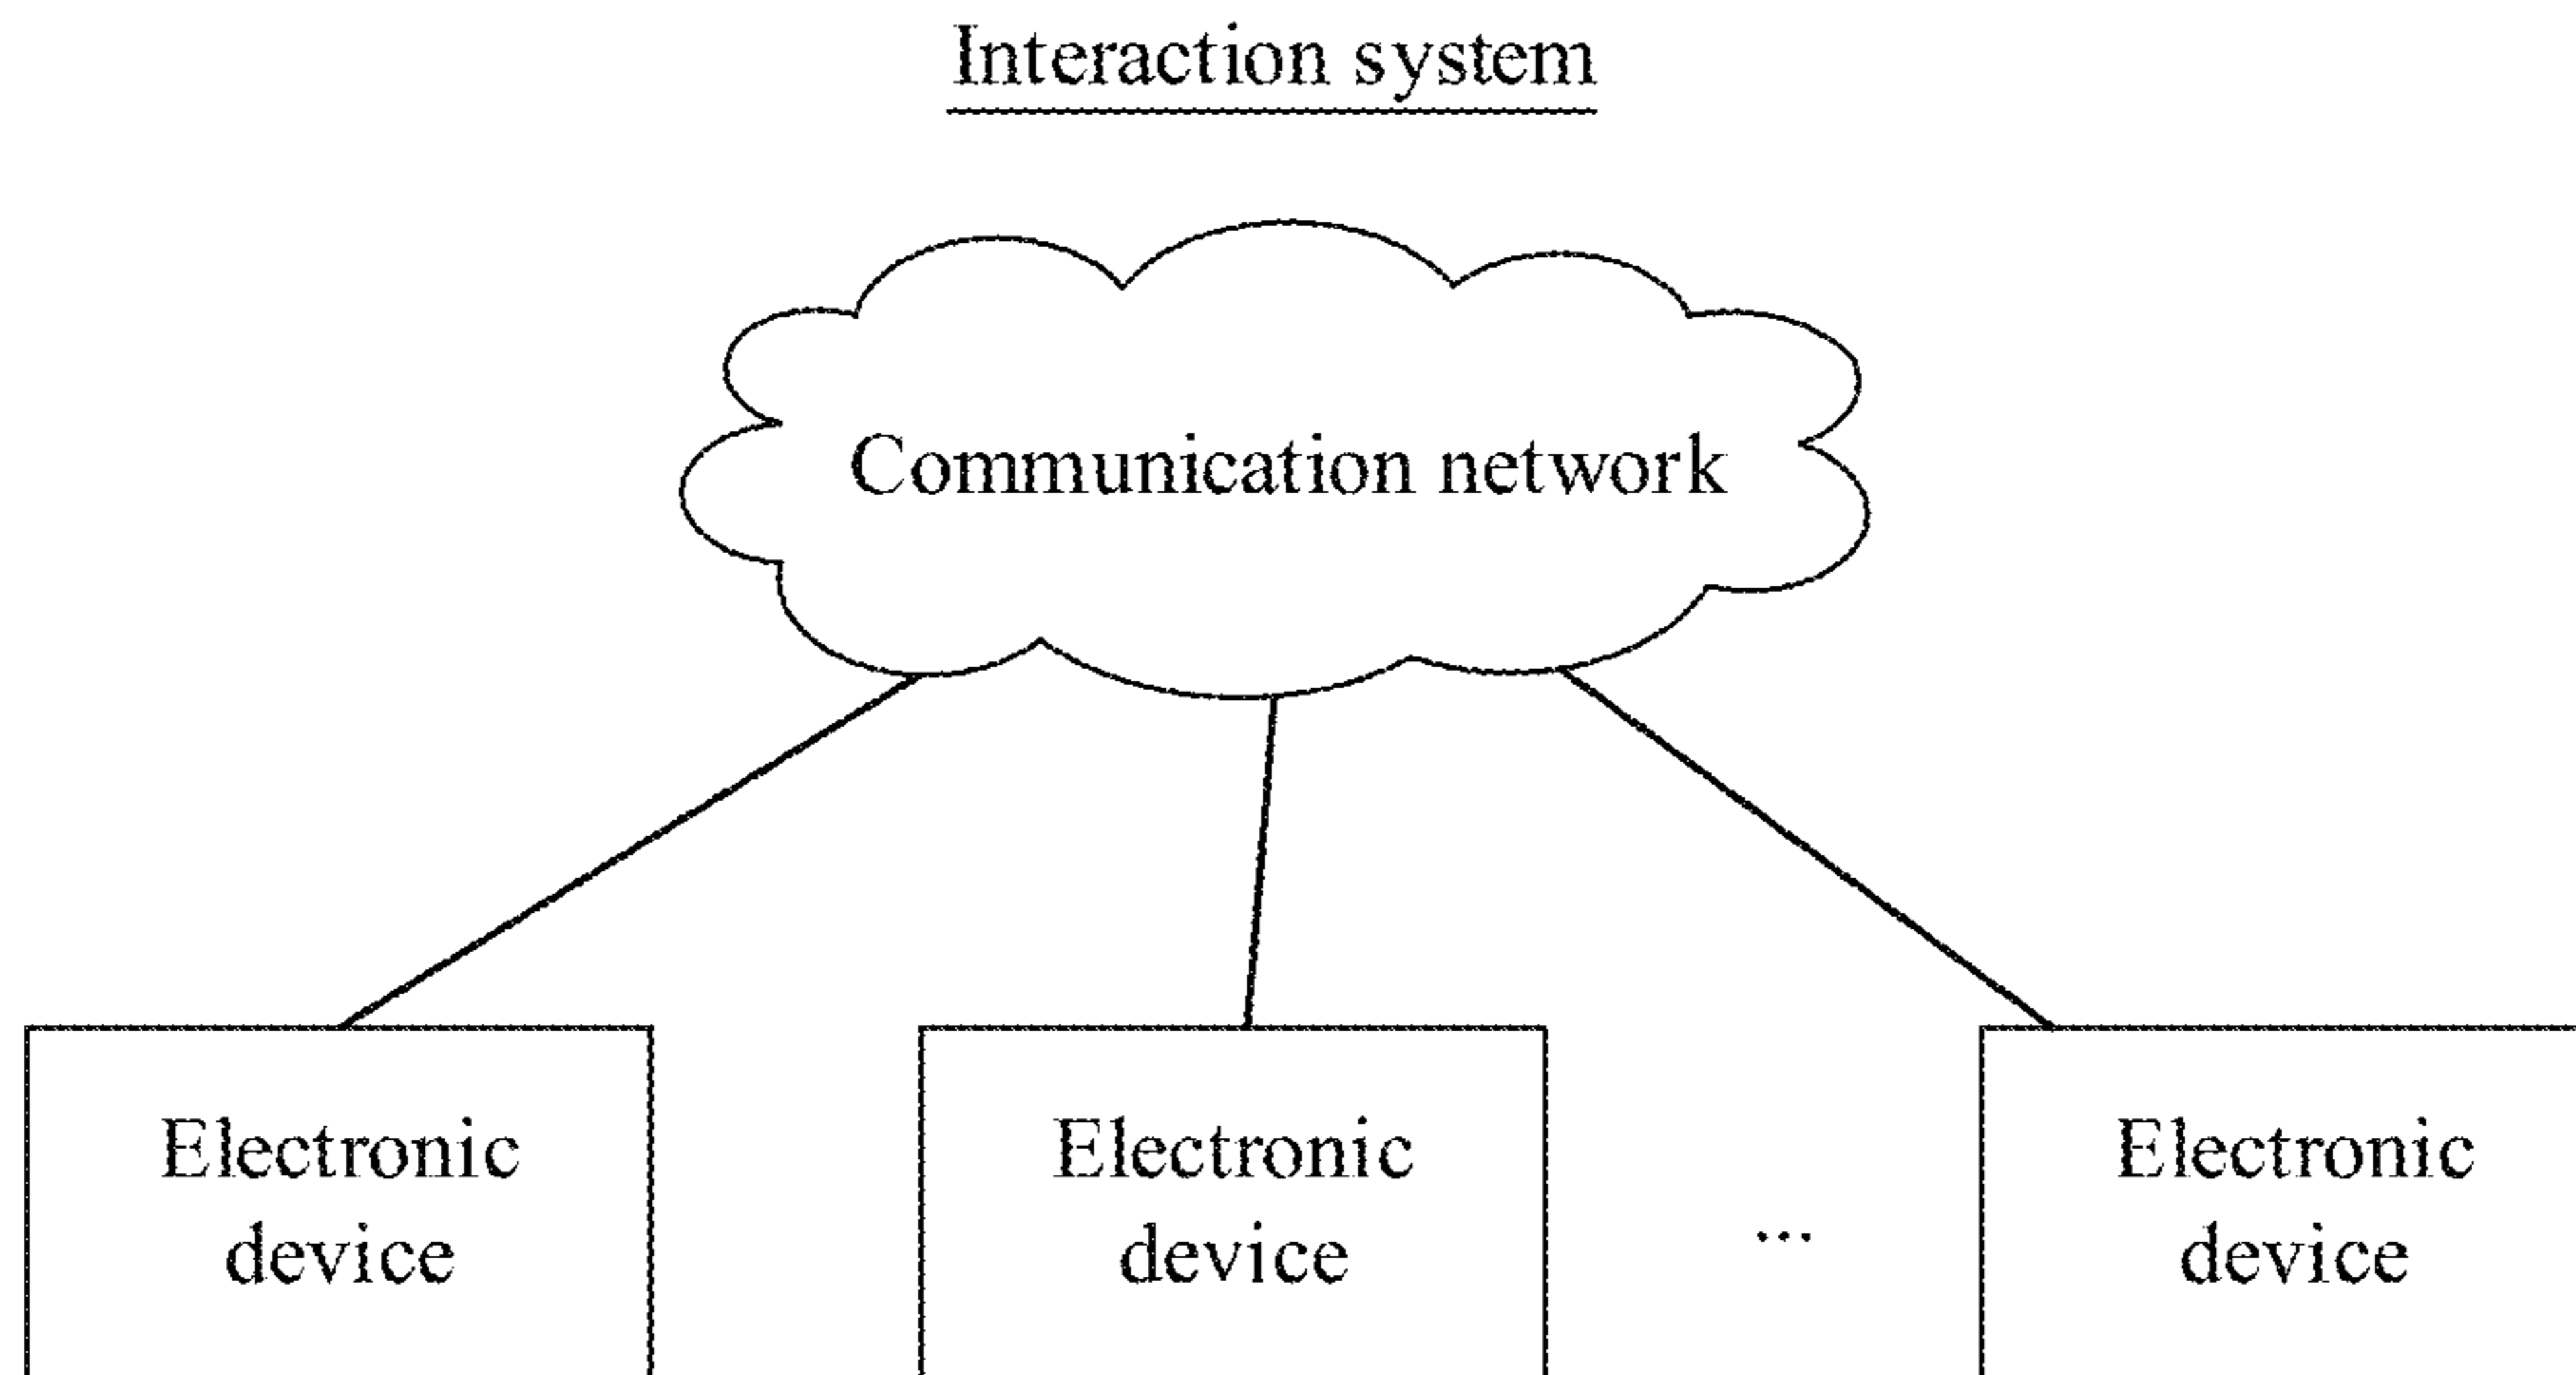 Interaction system
Communication network
Electronic
device
Electronic
device
...
Electronic
device